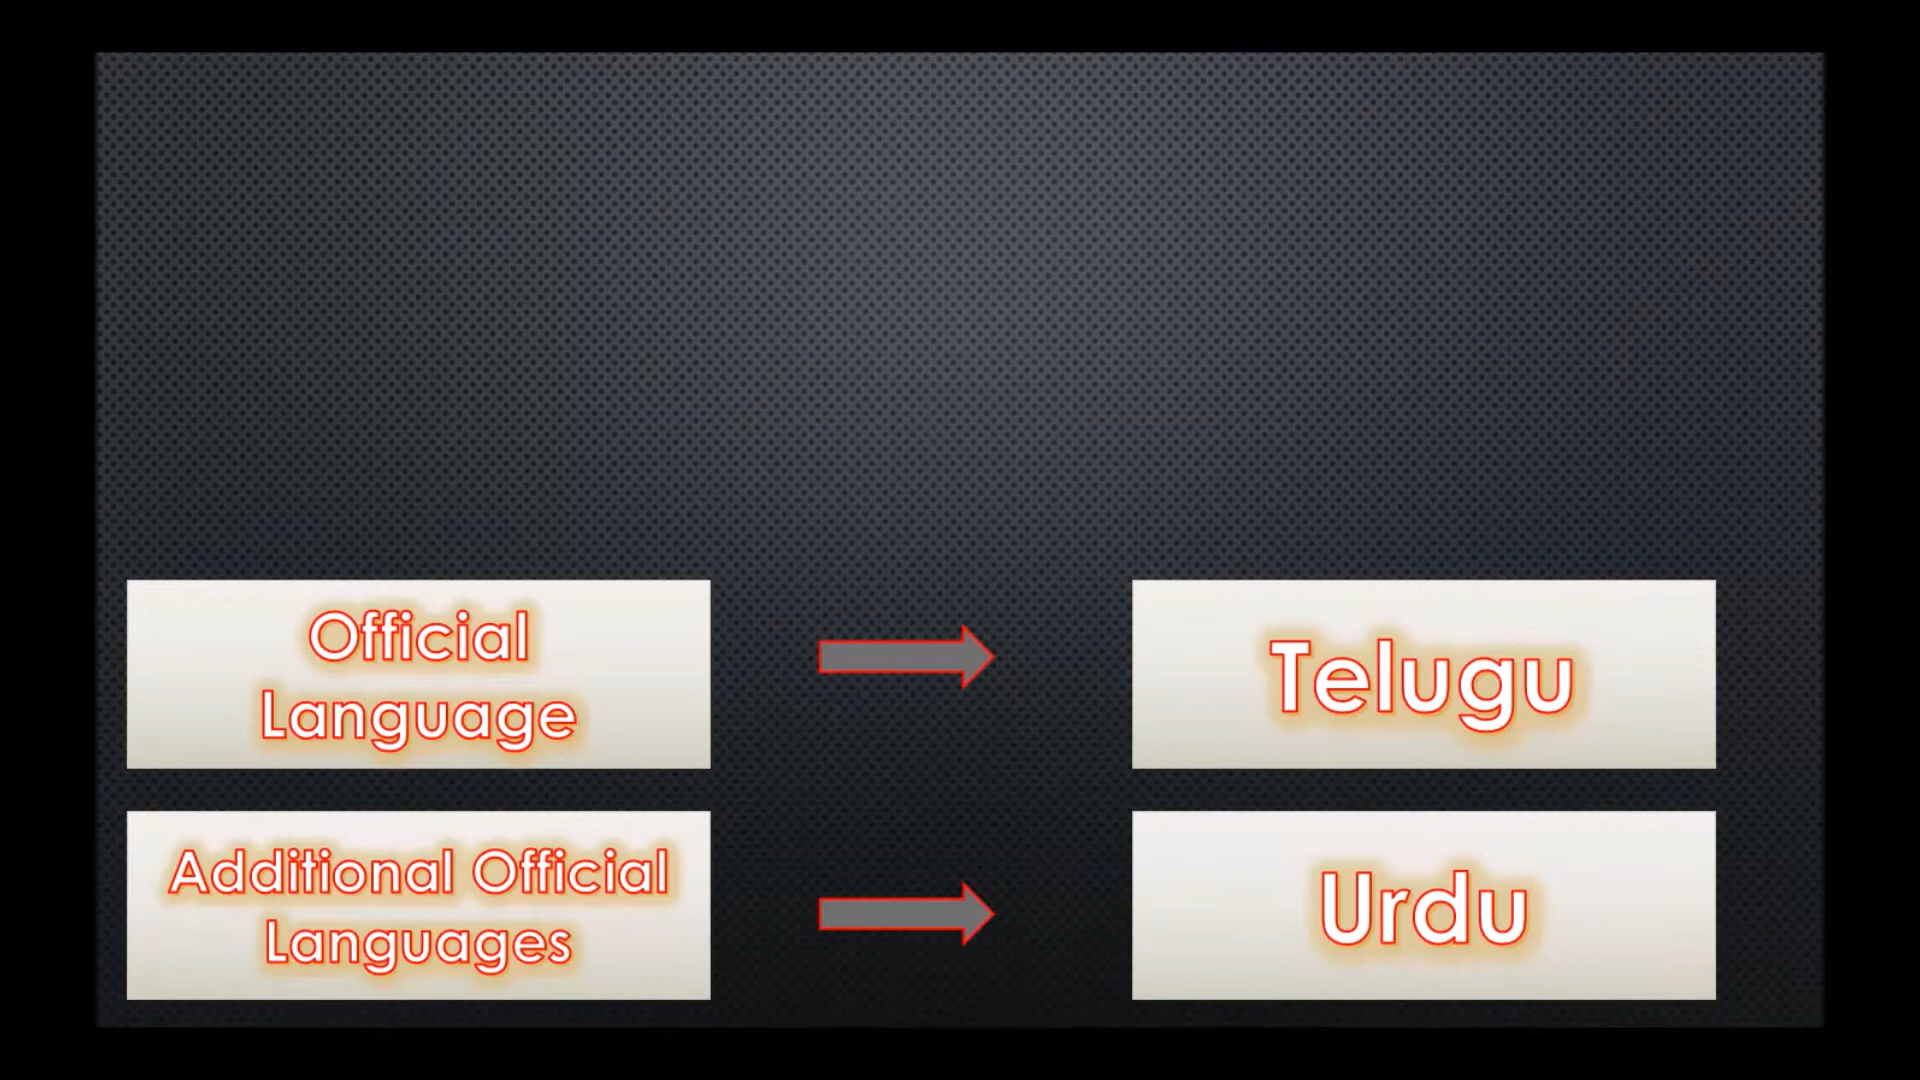 Official
Language
Telugu
Additional Official
Languages
Urdu